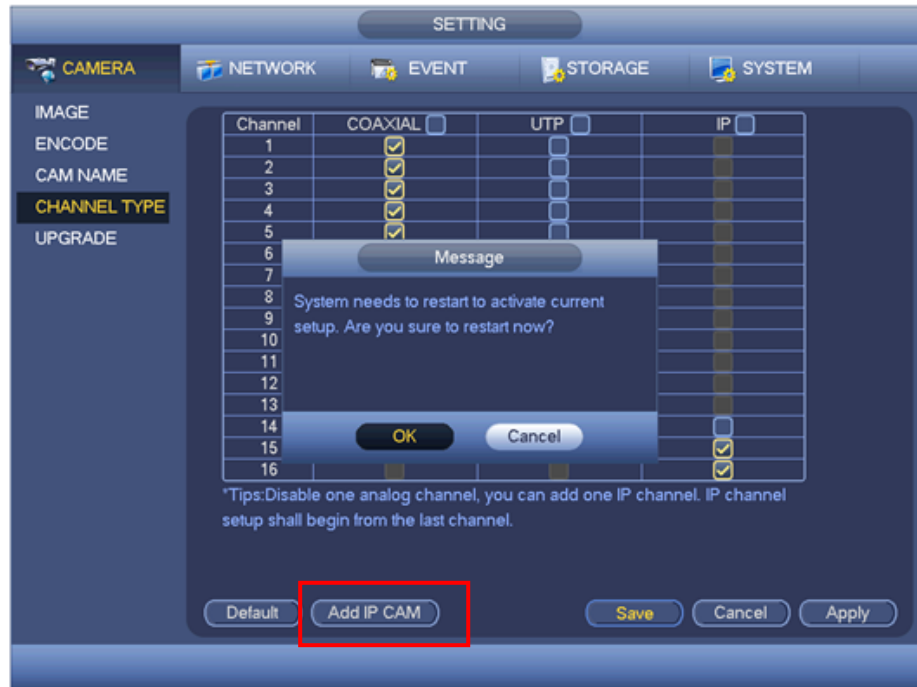 SETTING
CAMERA NETWORK EVENT STORAGE SYSTEM
IMAGE
ENCODE
CAM NAME
CHANNEL TYPE
UPGRADE
Channel COAXIAL UTP IP
1
2
3
4
5
6
7
8
9
10
11
12
13
14
15
16
Message
System needs to restart to activate current
setup. Are you sure to restart now?
OK Cancel
*Tips:Disable one analog channel, you can add one IP channel. IP channel
setup shall begin from the last channel.
Default Add IP CAM Save Cancel Apply